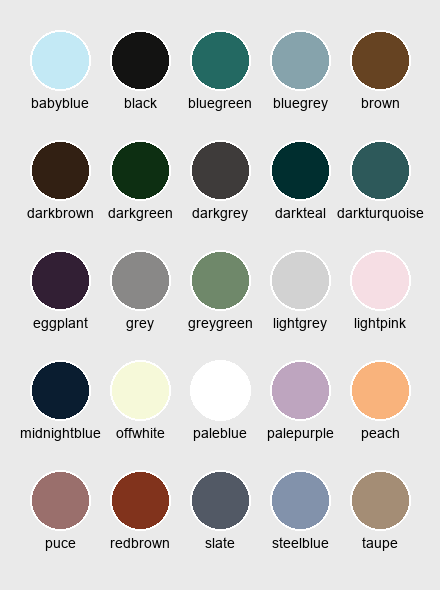 babyblue black bluegreen bluegrey brown
darkbrown darkgreen darkgrey darkteal darkturquoise
eggplant grey greygreen lightgrey lightpink
midnightblue offwhite paleblue palepurple peach
puce redbrown slate steelblue taupe